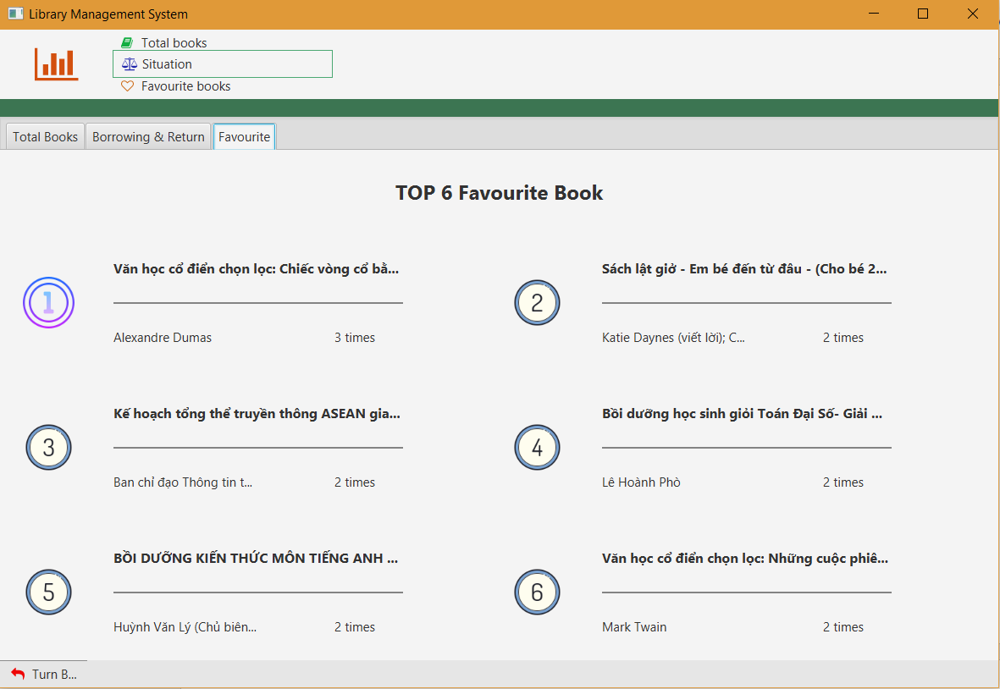 Library Management System
Total books
Situation
Favourite books
Total Books
Borrowing & Return
Favourite
TOP 6 Favourite Book
1
Văn học cổ điển chọn lọc: Chiếc vòng cổ bằ...
Alexandre Dumas
3 times
2
Sách lật giở - Em bé đến từ đâu - (Cho bé 2...
Katie Daynes (viết lời); C...
2 times
3
Kế hoạch tổng thể truyền thông ASEAN gia...
Ban chỉ đạo Thông tin t...
2 times
4
Bồi dưỡng học sinh giỏi Toán Đại Số- Giải ...
Lê Hoành Phò
2 times
5
BỒI DƯỠNG KIẾN THỨC MÔN TIẾNG ANH ...
Huỳnh Văn Lý (Chủ biên...
2 times
6
Văn học cổ điển chọn lọc: Những cuộc phiê...
Mark Twain
2 times
Turn B...